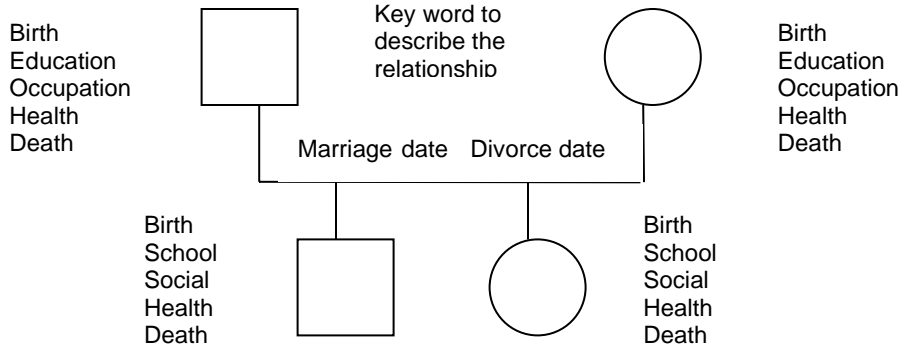 Birth
Education
Occupation
Health
Death
Key word to
describe the
relationship
Birth
Education
Occupation
Health
Death
Marriage date Divorce date
Birth
School
Social
Health
Death
Birth
School
Social
Health
Death